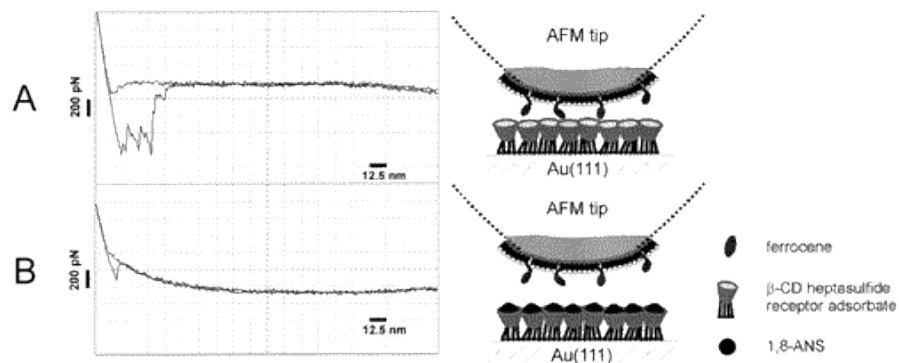 A
200 pN
12.5 nm
AFM tip
Au(111)
B
200 pN
12.5 nm
AFM tip
Au(111)
ferrocene
β-CD heptasulfide
receptor adsorbate
1,8-ANS